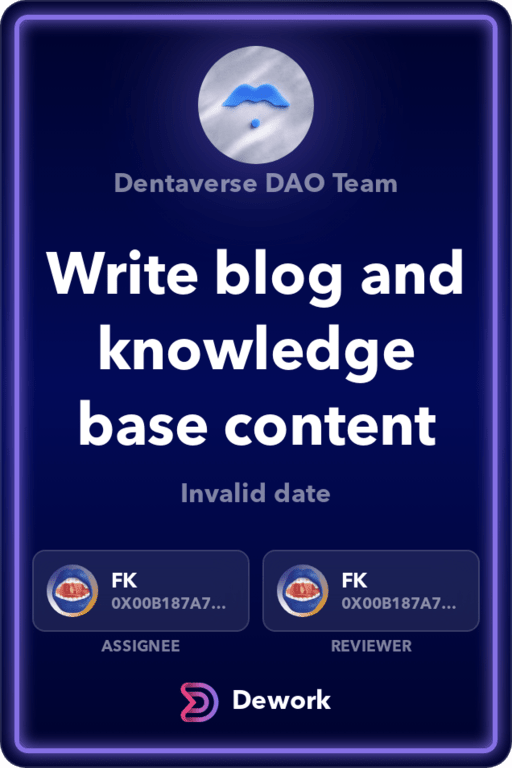 Dentaverse DAO Team
Write blog and
knowledge
base content
Invalid date
FK
0X00B187A7...
ASSIGNEE
FK
0X00B187A7...
REVIEWER
Dework